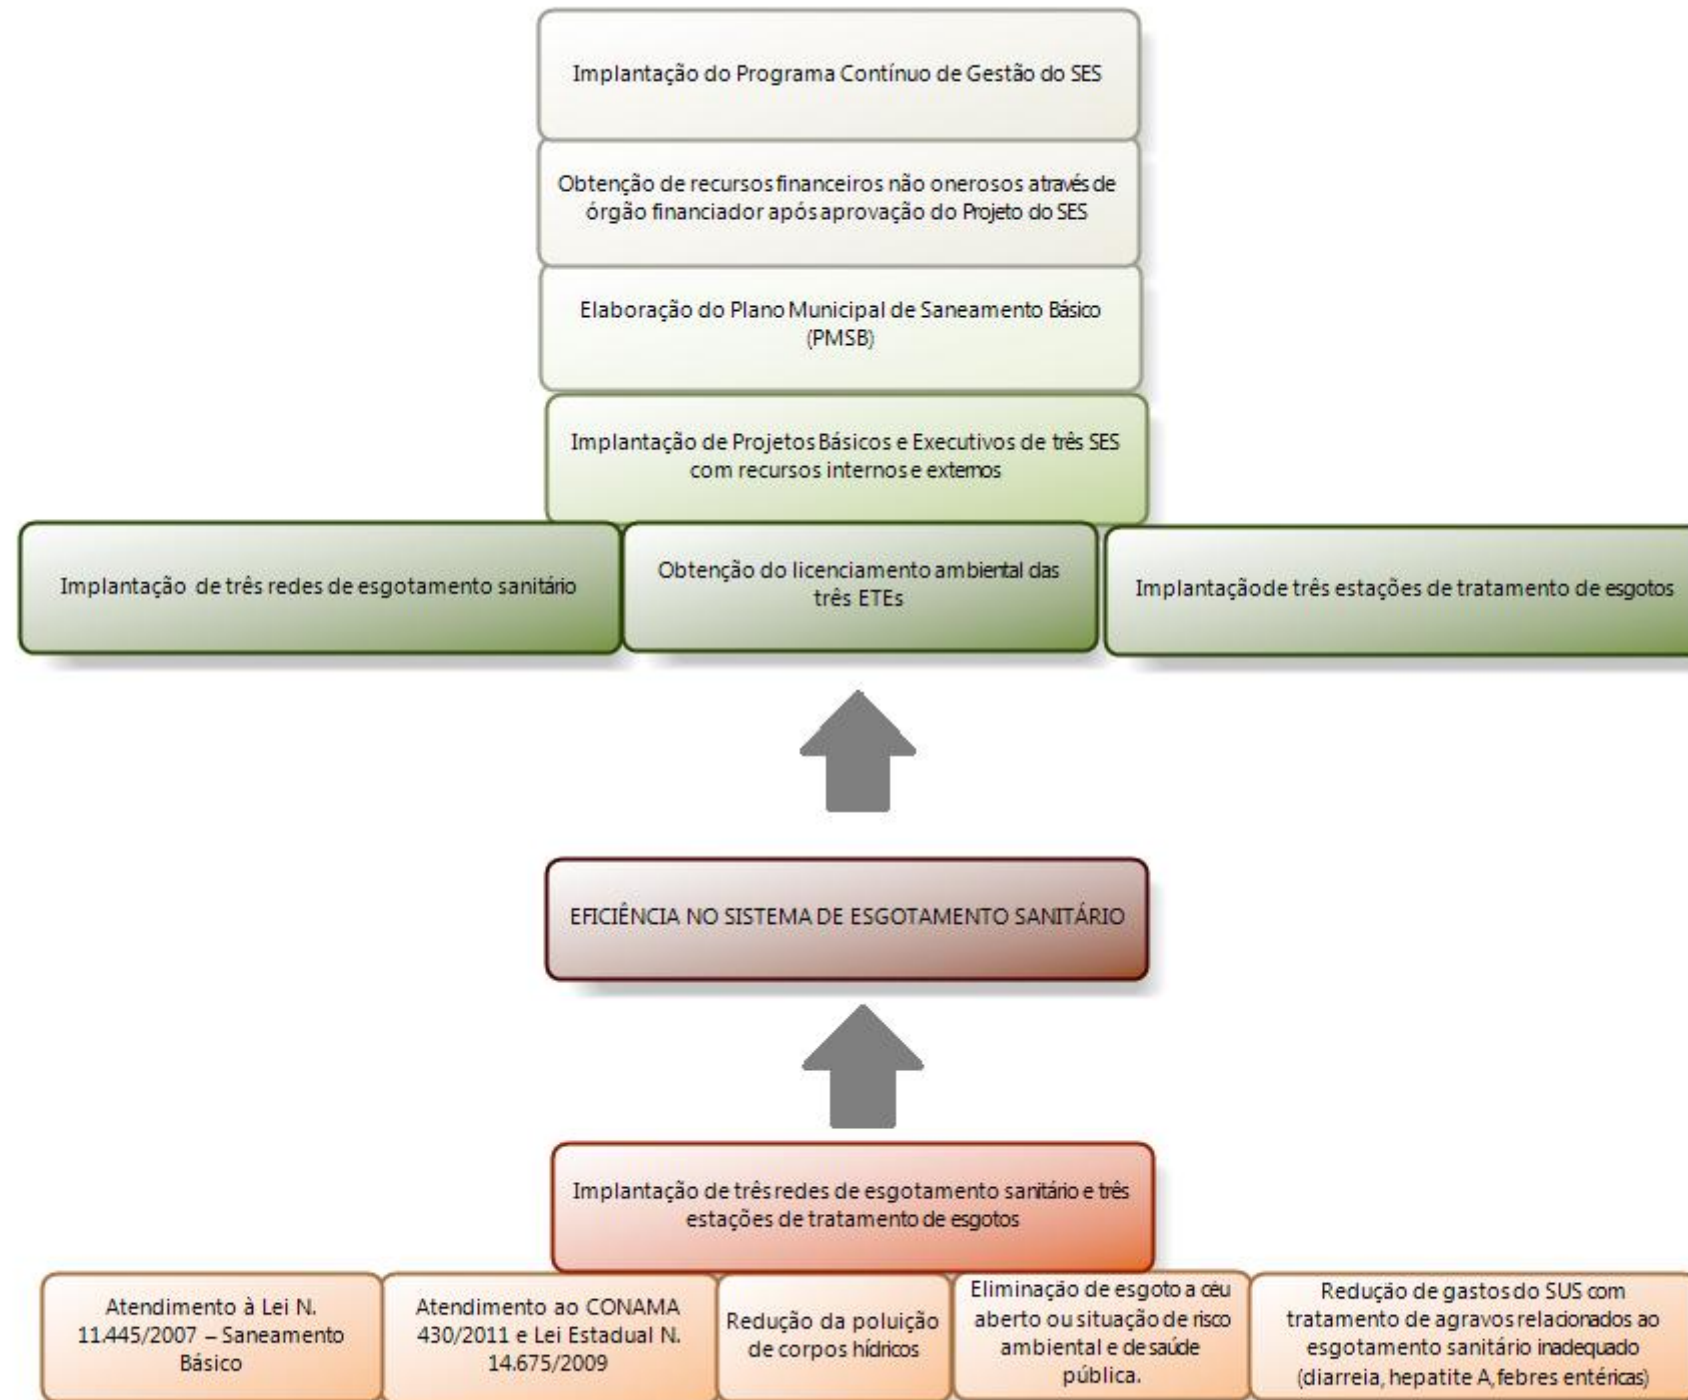 Implantação do Programa Contínuo de Gestão do SES
Obtenção de recursos financeiros não onerosos através de
órgão financiador após aprovação do Projeto do SES
Elaboração do Plano Municipal de Saneamento Básico
(PMSB)
Implantação de Projetos Básicos e Executivos de três SES
com recursos internos e externos
Implantação de três redes de esgotamento sanitário
Obtenção do licenciamento ambiental das
três ETEs
Implantação de três estações de tratamento de esgotos
EFICIÊNCIA NO SISTEMA DE ESGOTAMENTO SANITÁRIO
Implantação de três redes de esgotamento sanitário e três
estações de tratamento de esgotos
Atendimento à Lei N.
11.445/2007 – Saneamento
Básico
Atendimento ao CONAMA
430/2011 e Lei Estadual N.
14.675/2009
Redução da poluição
de corpos hídricos
Eliminação de esgoto a céu
aberto ou situação de risco
ambiental e de saúde
pública.
Redução de gastos do SUS com
tratamento de agravos relacionados ao
esgotamento sanitário inadequado
(diarreia, hepatite A, febres entéricas)